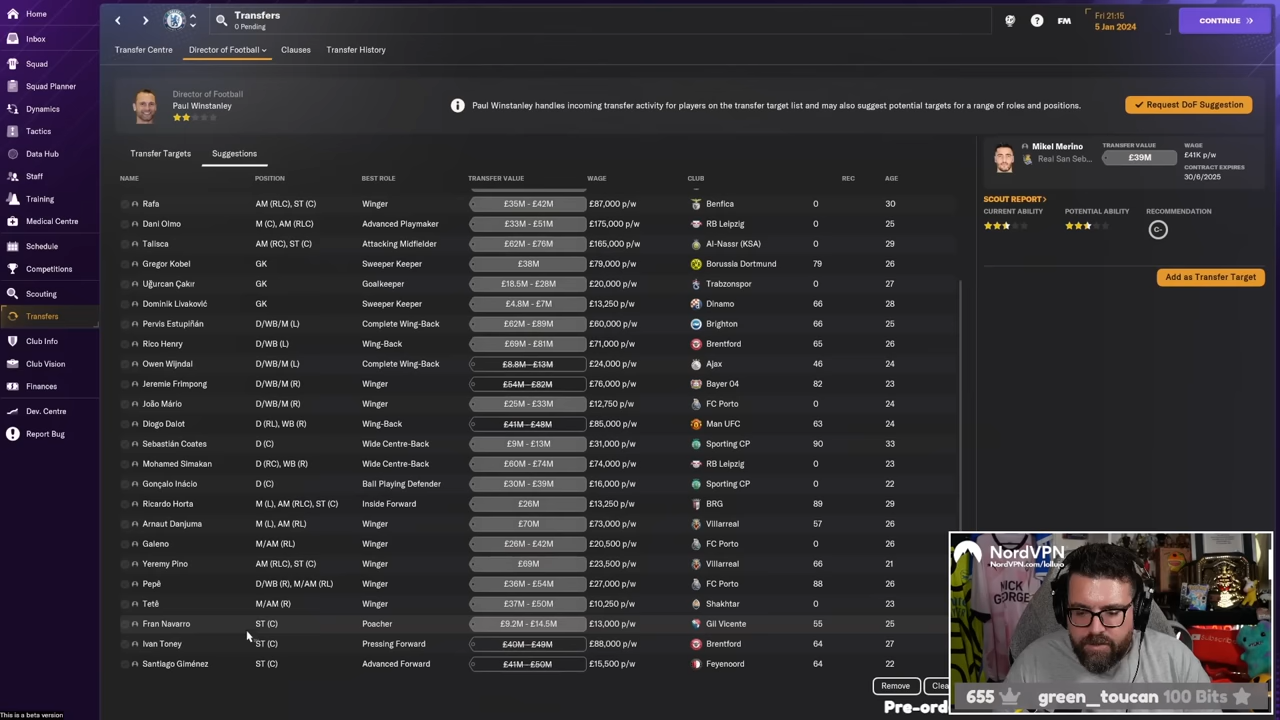 Home
Inbox
Squad
Squad Planner
Dynamics
Tactics
Data Hub
Staff
Training
Medical Centre
Schedule
Competitions
Scouting
Transfers
Club Info
Club Vision
Finances
Dev. Centre
Report Bug
This is a beta version
Transfers
0 Pending
FM
Fri 21:15
5 Jan 2024
CONTINUE
Transfer Centre Director of Football Clauses Transfer History
Director of Football
Paul Winstanley
Paul Winstanley handles incoming transfer activity for players on the transfer target list and may also suggest potential targets for a range of roles and positions.
Request DoF Suggestion
Transfer Targets Suggestions
NAME POSITION BEST ROLE TRANSFER VALUE WAGE CLUB REC AGE
Rafa AM (RLC), ST (C) Winger £35M - £42M £87,000 p/w Benfica 0 30
Dani Olmo M (C), AM (RLC) Advanced Playmaker £33M - £51M £175,000 p/w RB Leipzig 0 25
Talisca AM (RC), ST (C) Attacking Midfielder £62M - £76M £165,000 p/w Al-Nassr (KSA) 0 29
Gregor Kobel GK Sweeper Keeper £38M £79,000 p/w Borussia Dortmund 79 26
Uğurcan Çakır GK Goalkeeper £18.5M - £28M £20,000 p/w Trabzonspor 0 27
Dominik Livaković GK Sweeper Keeper £4.8M - £7M £13,250 p/w Dinamo 66 28
Pervis Estupiñán D/WB/M (L) Complete Wing-Back £62M - £89M £60,000 p/w Brighton 66 25
Rico Henry D/WB (L) Wing-Back £69M - £81M £71,000 p/w Brentford 65 26
Owen Wijndal D/WB/M (L) Complete Wing-Back £8.8M - £13M £24,000 p/w Ajax 46 24
Jeremie Frimpong D/WB/M (R) Winger £54M - £82M £76,000 p/w Bayer 04 82 23
João Mário D/WB/M (R) Winger £25M - £33M £12,750 p/w FC Porto 0 24
Diogo Dalot D (RL), WB (R) Wing-Back £41M - £48M £85,000 p/w Man UFC 63 24
Sebastián Coates D (C) Wide Centre-Back £9M - £13M £31,000 p/w Sporting CP 90 33
Mohamed Simakan D (RC), WB (R) Wide Centre-Back £60M - £74M £74,000 p/w RB Leipzig 0 23
Gonçalo Inácio D (C) Ball Playing Defender £30M - £39M £16,000 p/w Sporting CP 0 22
Ricardo Horta M (L), AM (RLC), ST (C) Inside Forward £26M £13,250 p/w BRG 89 29
Arnaut Danjuma M (L), AM (RL) Winger £70M £73,000 p/w Villarreal 57 26
Galeno M/AM (RL) Winger £26M - £42M £20,500 p/w FC Porto 0 26
Yeremy Pino AM (RLC), ST (C) Winger £69M £23,500 p/w Villarreal 66 21
Pepê D/WB (R), M/AM (RL) Winger £36M - £54M £27,000 p/w FC Porto 88 26
Tetê M/AM (R) Winger £37M - £50M £10,250 p/w Shakhtar 0 23
Fran Navarro ST (C) Poacher £9.2M - £14.5M £13,000 p/w Gil Vicente 55 25
Ivan Toney ST (C) Pressing Forward £40M - £49M £88,000 p/w Brentford 64 27
Santiago Giménez ST (C) Advanced Forward £41M - £50M £15,500 p/w Feyenoord 64 22
Remove Clea
Pre-ord
Mikel Merino
Real San Seb...
TRANSFER VALUE
£39M
WAGE
£41K p/w
CONTRACT EXPIRES
30/6/2025
SCOUT REPORT
CURRENT ABILITY POTENTIAL ABILITY RECOMMENDATION
C-
Add as Transfer Target
NordVPN
NordVPN.com/lollujo
655 green_toucan 100 Bits